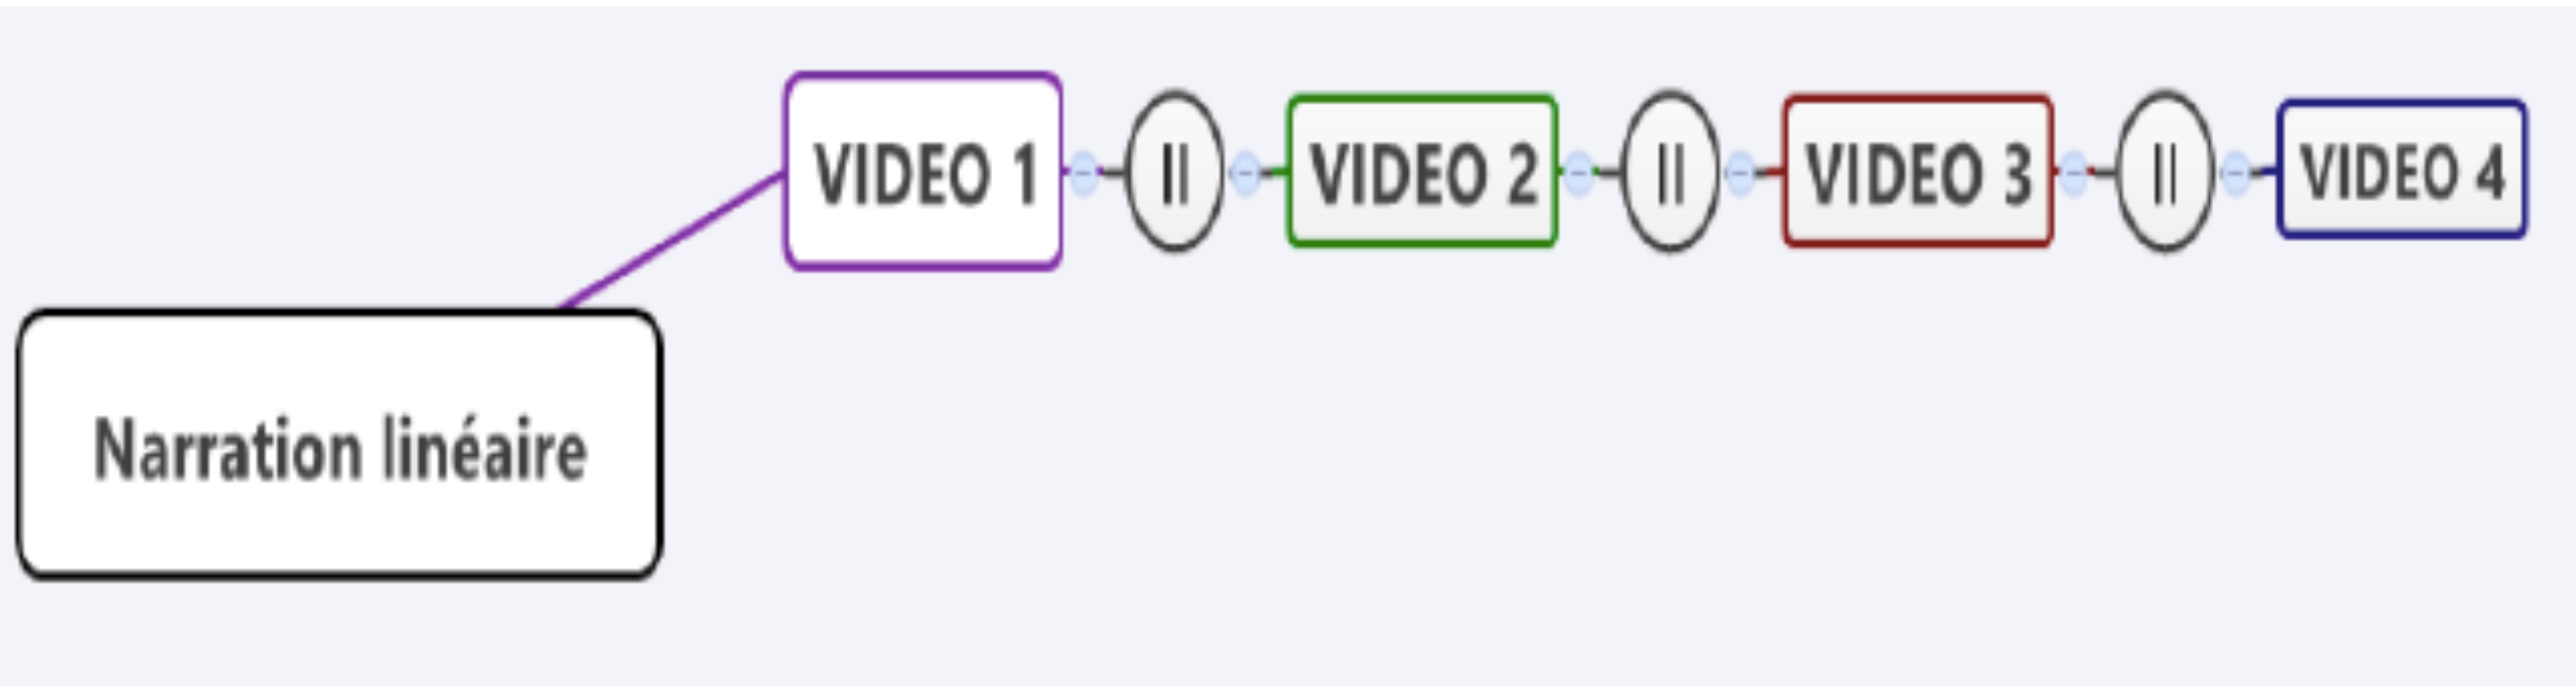 VIDEO 1 || VIDEO 2 || VIDEO 3 || VIDEO 4
Narration linéaire